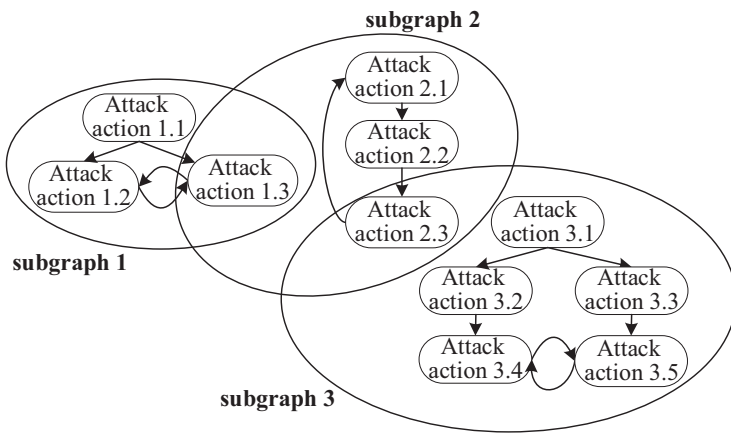 subgraph 2
Attack
action 2.1
Attack
action 1.1
Attack
action 2.2
Attack
action 1.2
Attack
action 1.3
Attack
action 2.3
Attack
action 3.1
subgraph 1
Attack
action 3.2
Attack
action 3.3
Attack
action 3.4
Attack
action 3.5
subgraph 3